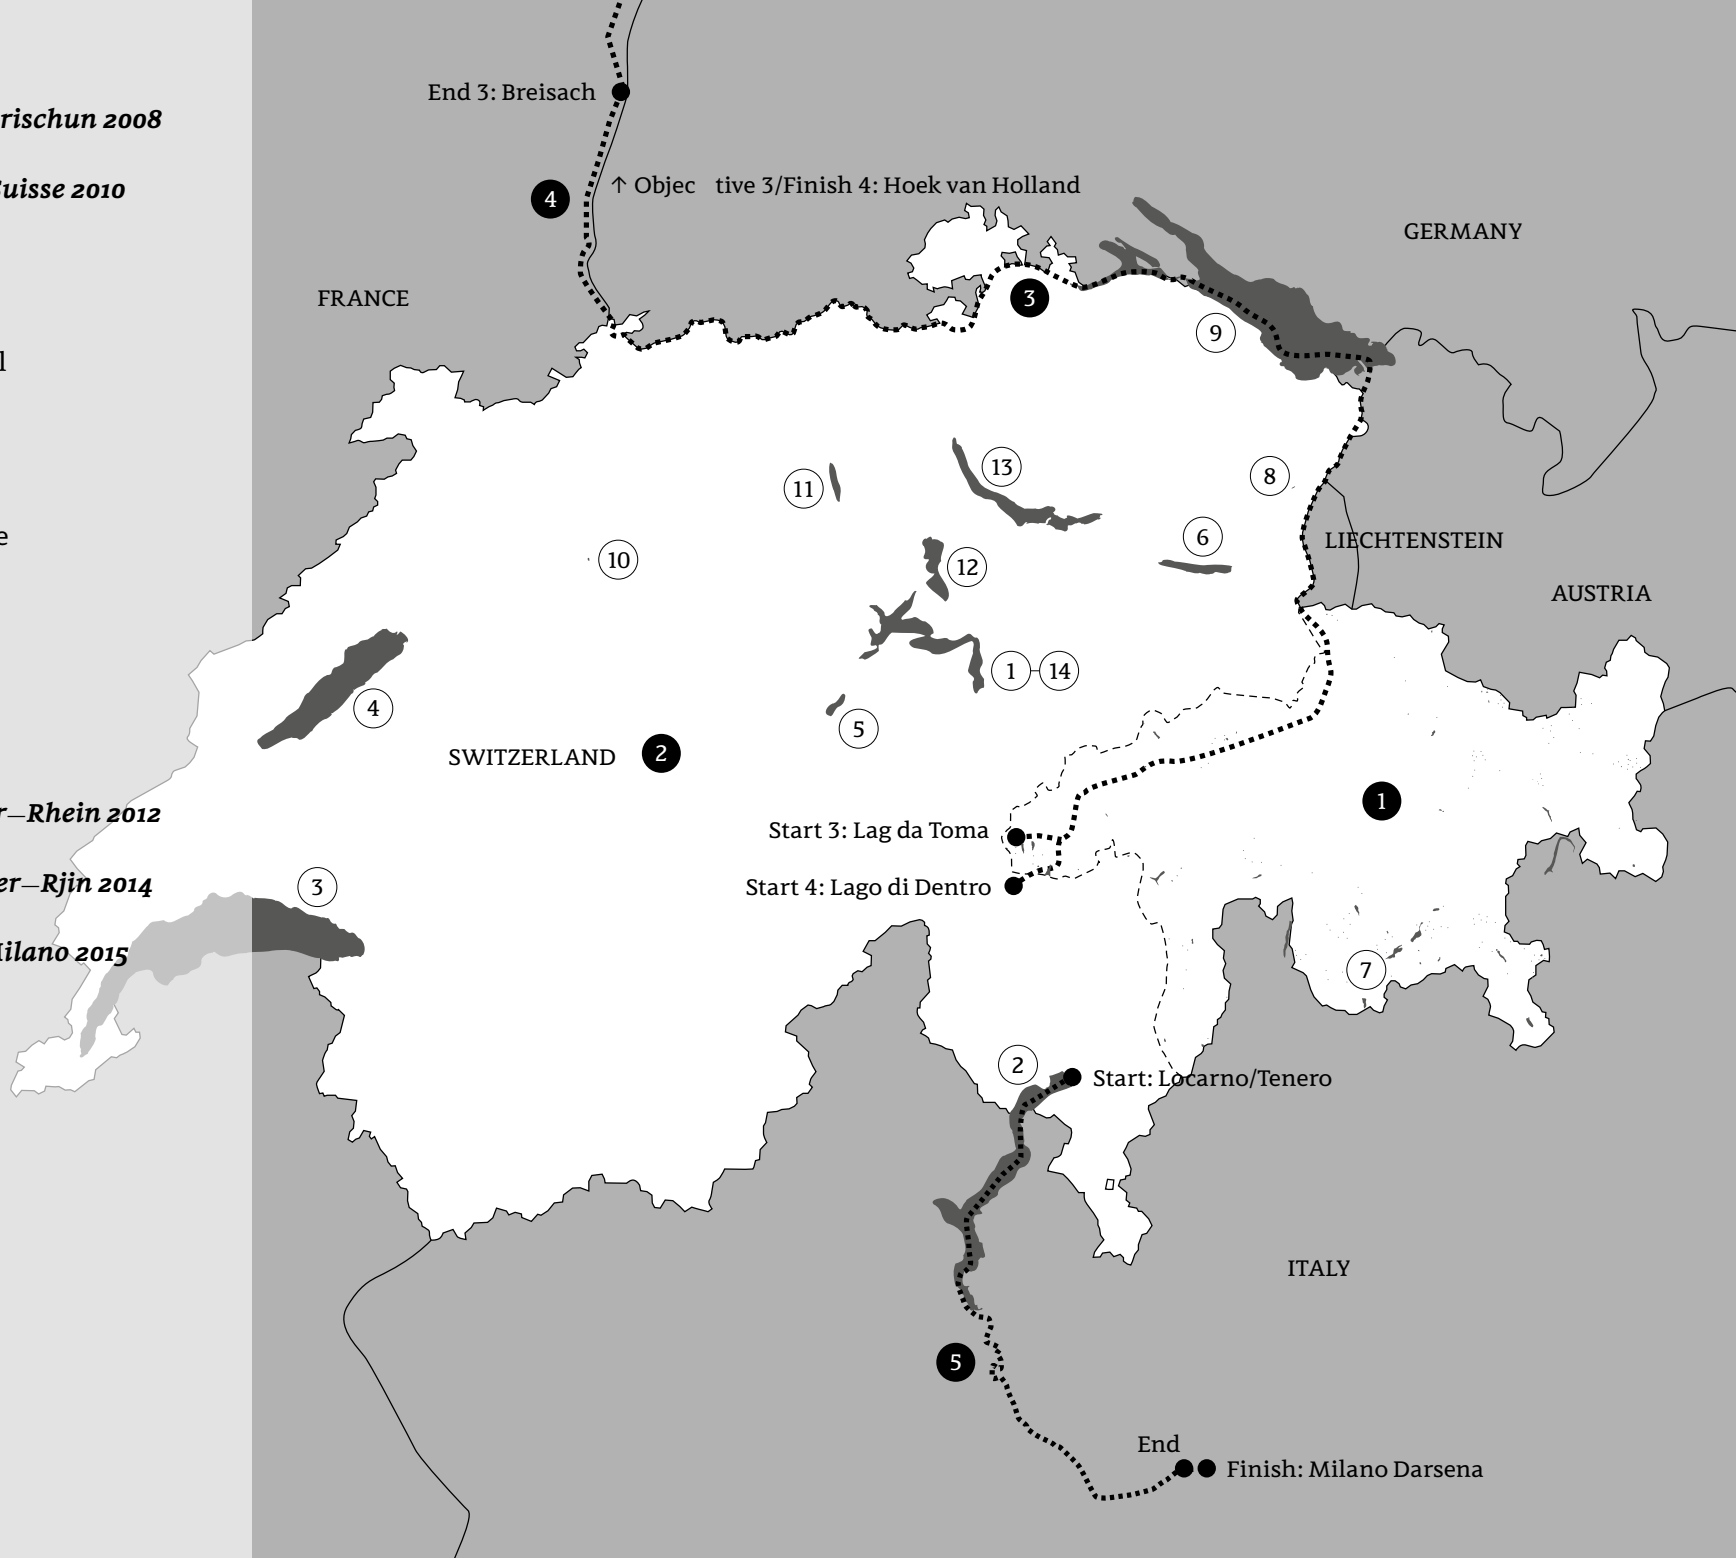 End 3: Breisach
rischun 2008
↑ Objec tive 3/Finish 4: Hoek van Holland
uisse 2010
4
GERMANY
FRANCE
3
9
l
13
8
11
6
e
LIECHTENSTEIN
10
12
AUSTRIA
1
14
4
5
SWITZERLAND
2
1
r—Rhein 2012
Start 3: Lag da Toma
er—Rjin 2014
3
Start 4: Lago di Dentro
ilano 2015
7
2
Start: Locarno/Tenero
ITALY
5
End
Finish: Milano Darsena